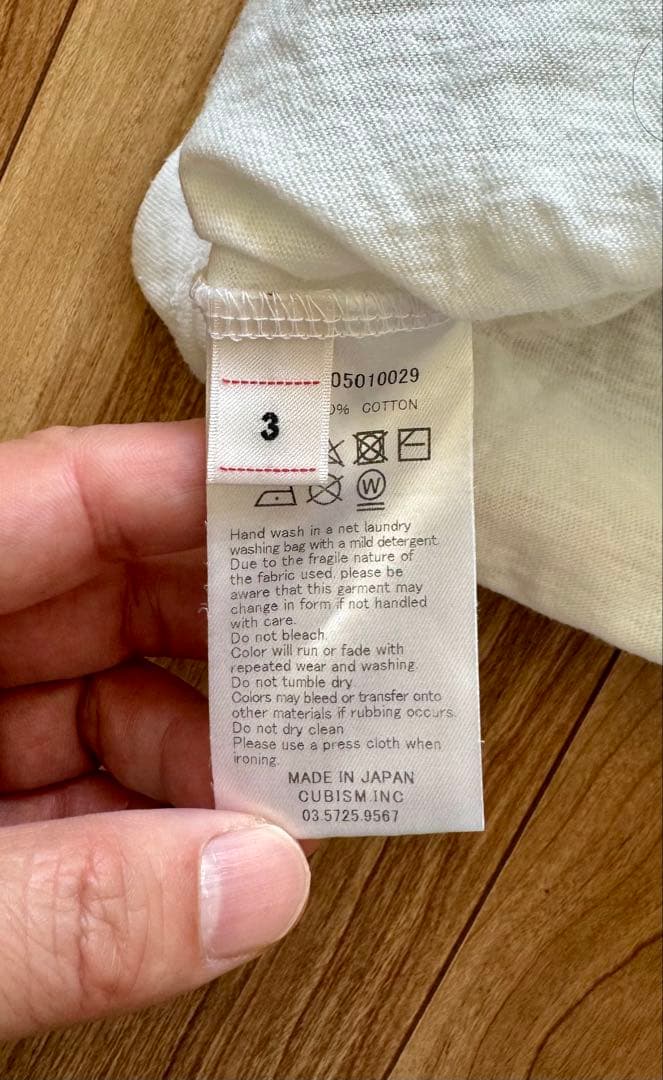 3
05010029
0% COTTON
W
Hand wash in a net laundry
washing bag with a mild detergent.
Due to the fragile nature of
the fabric used, please be
aware that this garment may
change in form if not handled
with care.
Do not bleach.
Color will run or fade with
repeated wear and washing.
Do not tumble dry.
Colors may bleed or transfer onto
other materials if rubbing occurs.
Do not dry clean
Please use a press cloth when
ironing.
MADE IN JAPAN
CUBISM.INC
03.5725.9567